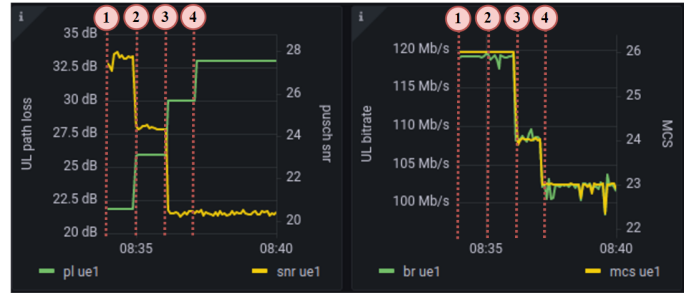 i
1 2 3 4
35 dB
32.5 dB
30 dB
27.5 dB
25 dB
22.5 dB
20 dB
UL path loss
28
26
24
22
20
pusch snr
08:35 08:40
pl ue1 snr ue1
i
1 2 3 4
120 Mb/s
115 Mb/s
110 Mb/s
105 Mb/s
100 Mb/s
UL bitrate
26
25
24
23
22
MCS
08:35 08:40
br ue1 mcs ue1